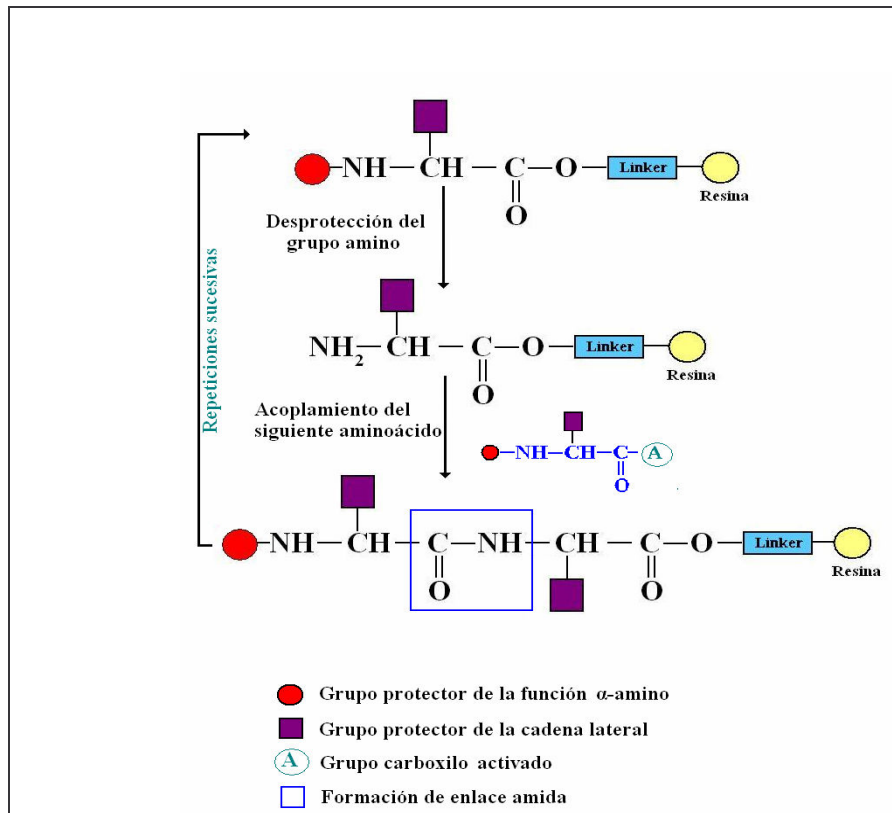 NH — CH — C — O — Linker
O
Resina
Desprotección del
grupo amino
Repeticiones sucesivas
NH2 — CH — C — O — Linker
O
Resina
Acoplamiento del
siguiente aminoácido
NH — CH — C — A
O
NH — CH — C — NH — CH — C — O — Linker
O
O
Resina
Grupo protector de la función α-amino
Grupo protector de la cadena lateral
A Grupo carboxilo activado
Formación de enlace amida